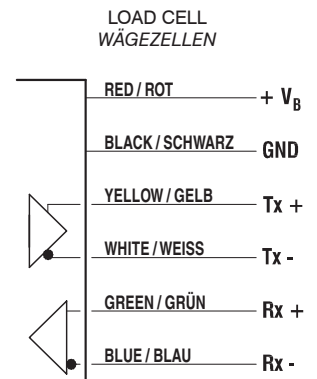 LOAD CELL
WÄGEZELLEN
RED / ROT + VB
BLACK / SCHWARZ GND
YELLOW / GELB Tx +
WHITE / WEISS Tx -
GREEN / GRÜN Rx +
BLUE / BLAU Rx -